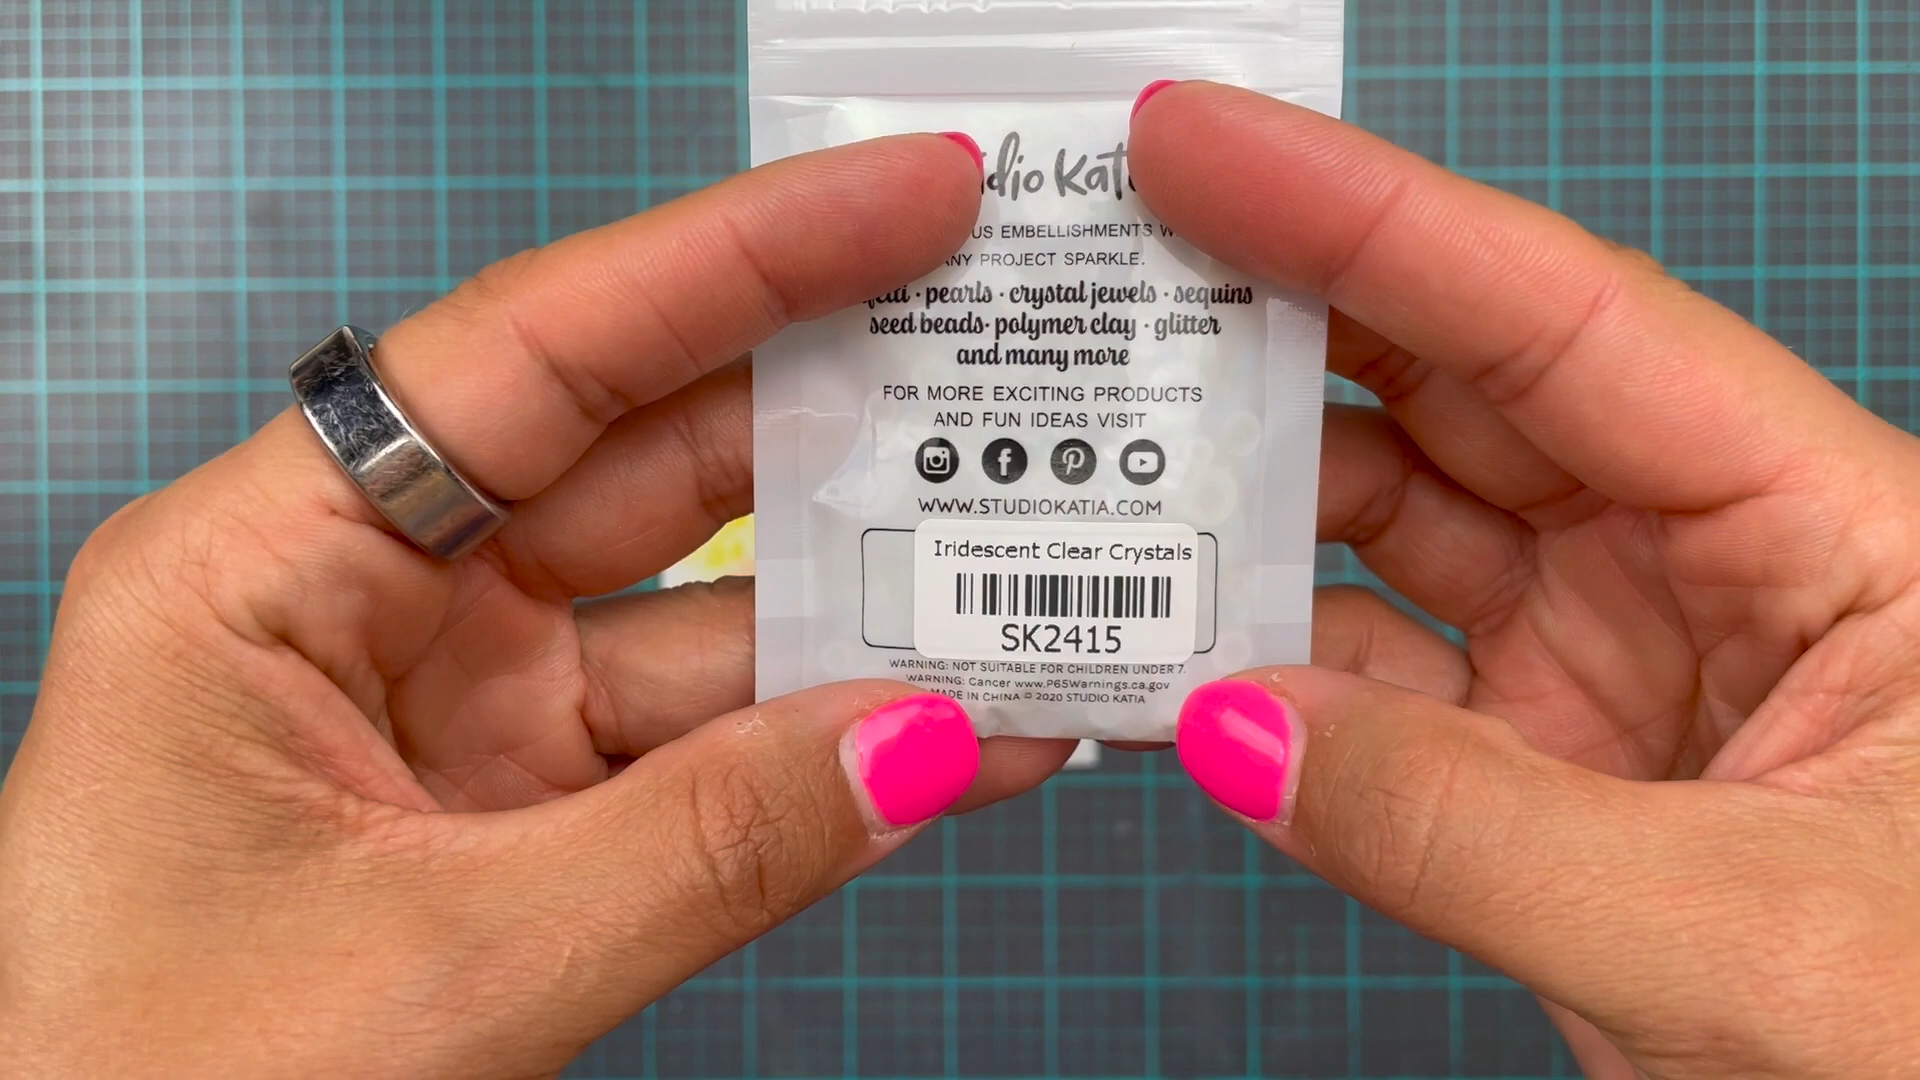 dio Kat
US EMBELLISHMENTS W
ANY PROJECT SPARKLE.
pearls · crystal jewels · sequins
seed beads· polymer clay · glitter
and many more
FOR MORE EXCITING PRODUCTS
AND FUN IDEAS VISIT
WWW.STUDIOKATIA.COM
Iridescent Clear Crystals
SK2415
WARNING: NOT SUITABLE FOR CHILDREN UNDER 7.
WARNING: Cancer www.P65Warnings.ca.gov
MADE IN CHINA © 2020 STUDIO KATIA